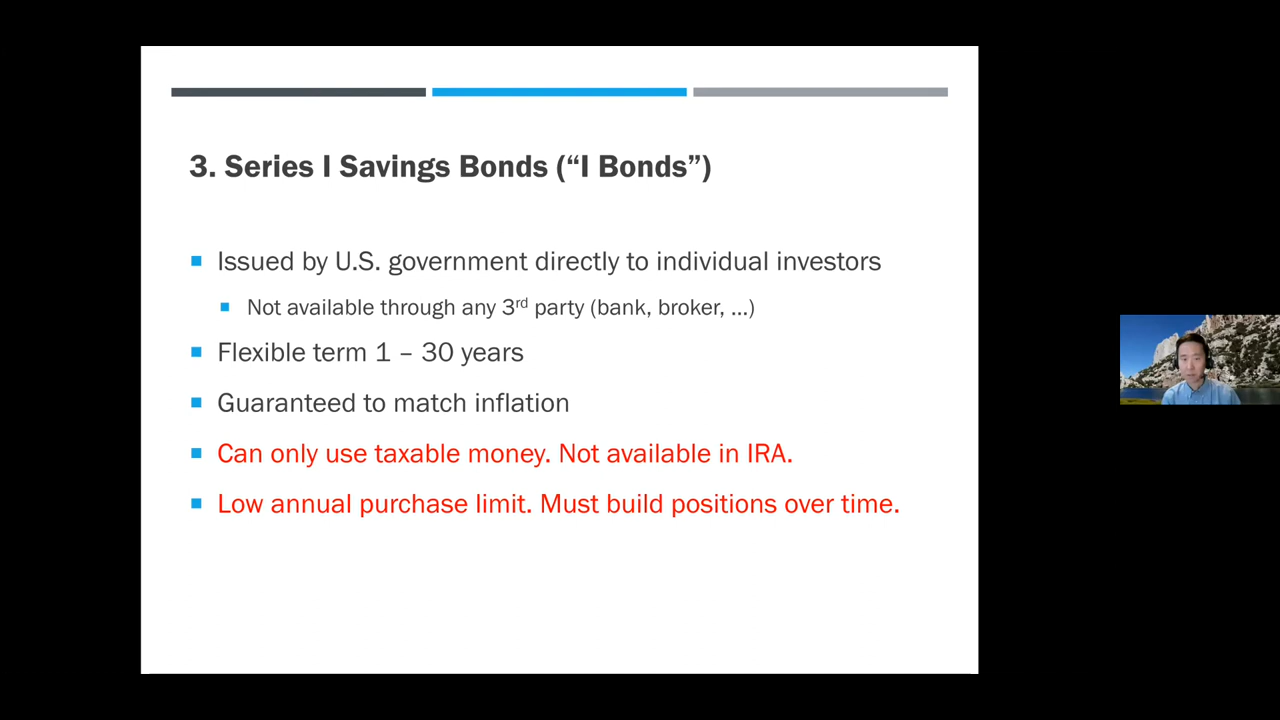 3. Series I Savings Bonds (“I Bonds”)
Issued by U.S. government directly to individual investors
Not available through any 3rd party (bank, broker, ...)
Flexible term 1 – 30 years
Guaranteed to match inflation
Can only use taxable money. Not available in IRA.
Low annual purchase limit. Must build positions over time.